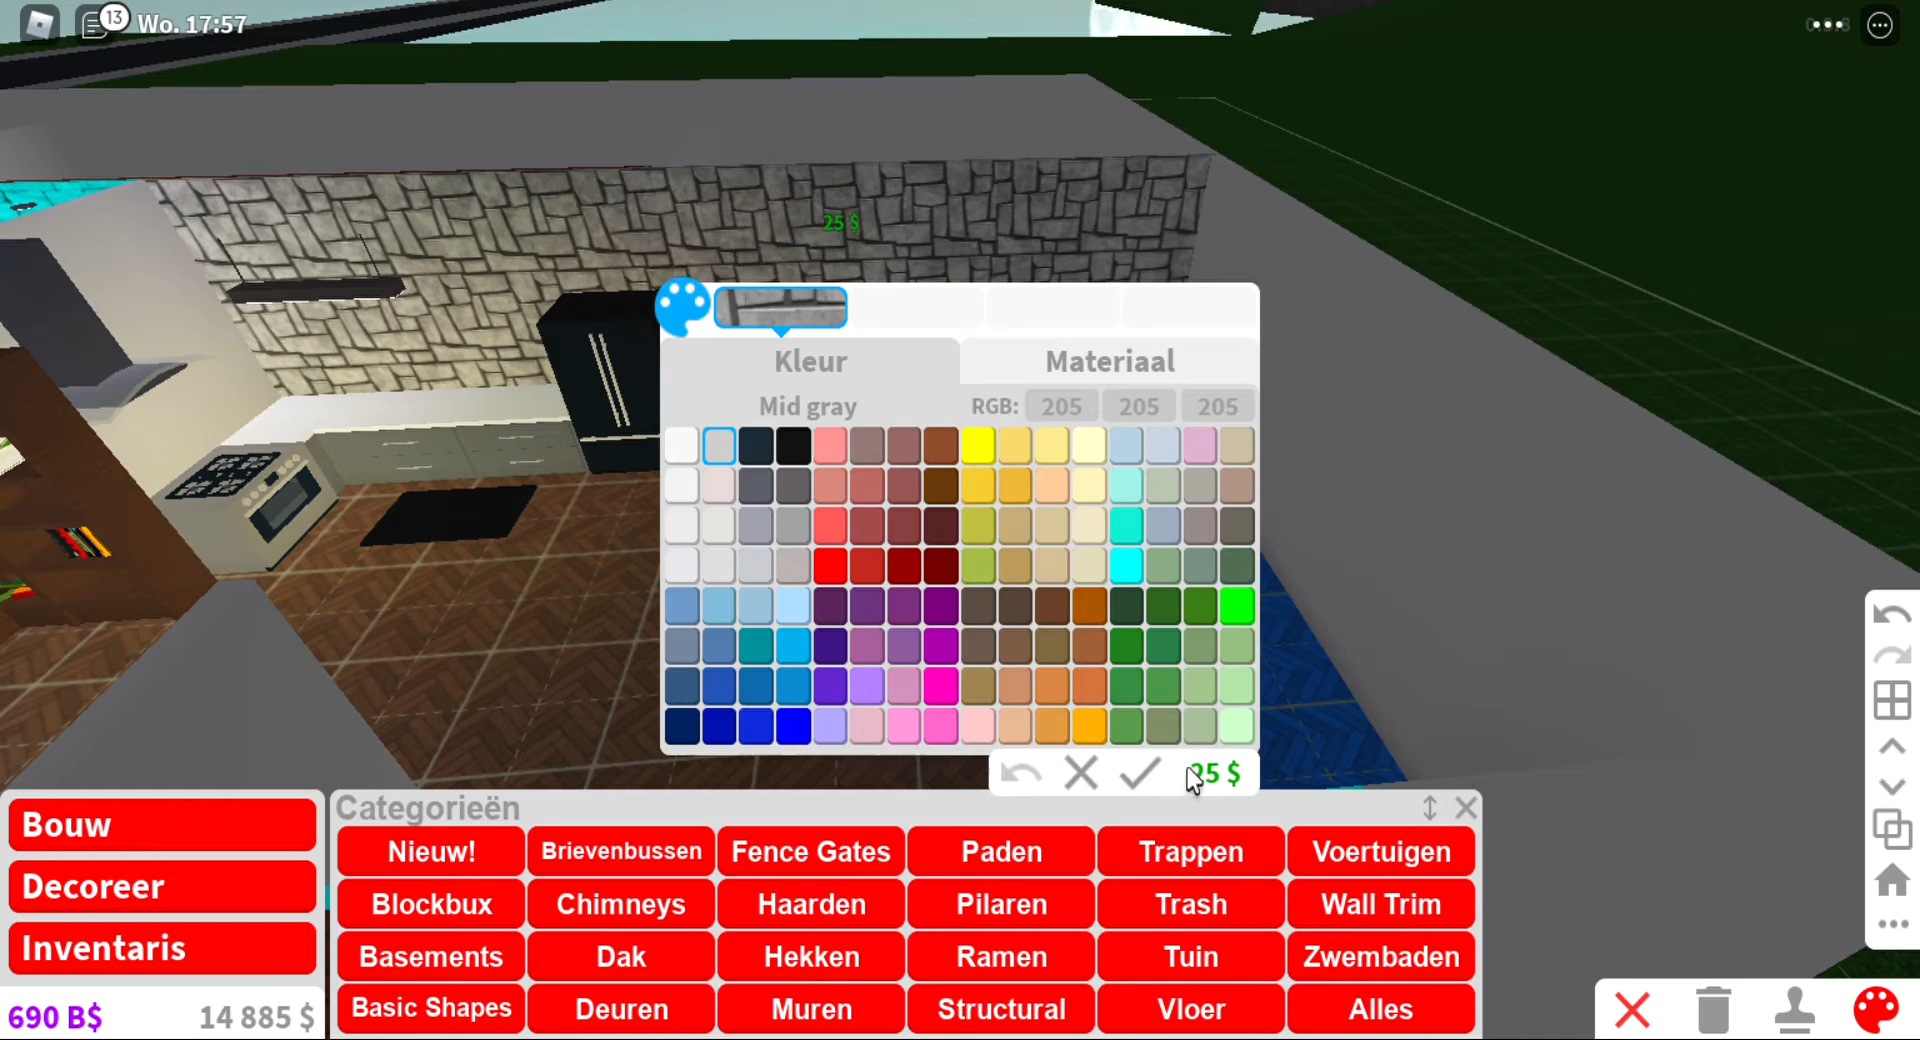 13
Wo. 17:57
25 $
Kleur
Materiaal
Mid gray
RGB: 205 205 205
25 $
Bouw
Decoreer
Inventaris
690 B$ 14 885 $
Categorieën
Nieuw! Brievenbussen Fence Gates Paden Trappen Voertuigen
Blockbux Chimneys Haarden Pilaren Trash Wall Trim
Basements Dak Hekken Ramen Tuin Zwembaden
Basic Shapes Deuren Muren Structural Vloer Alles